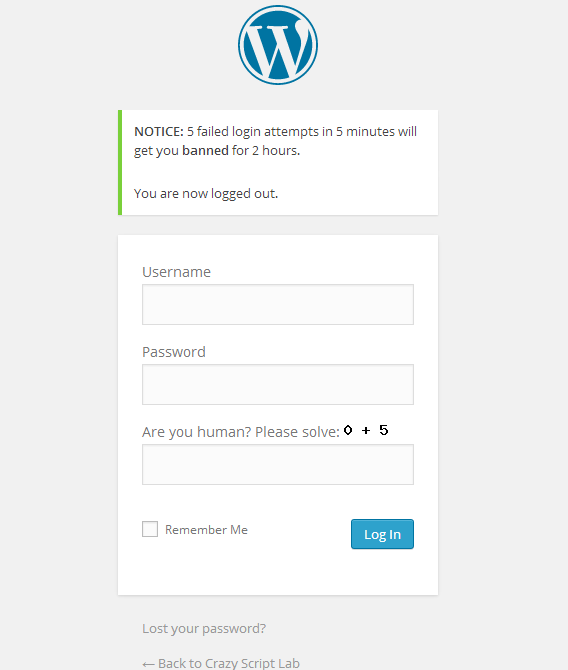 NOTICE: 5 failed login attempts in 5 minutes will
get you banned for 2 hours.
You are now logged out.
Username
Password
Are you human? Please solve: 0 + 5
Remember Me
Log In
Lost your password?
← Back to Crazy Script Lab